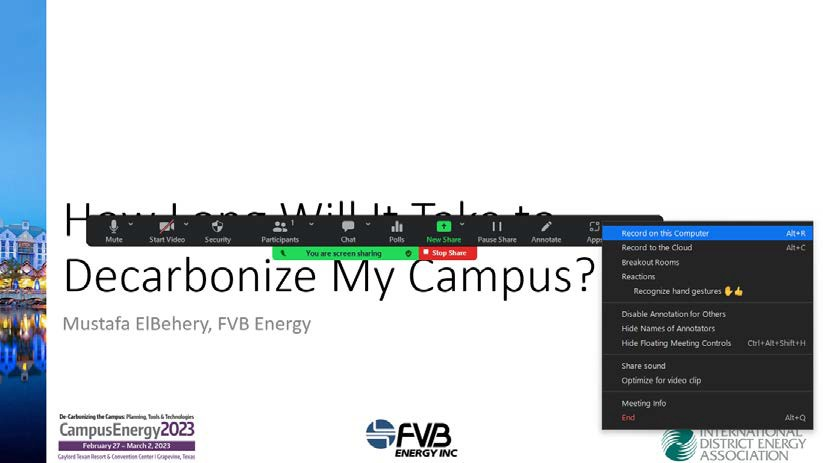 How Long Will It Take to
Mute
Start Video
Security
1
Participants
Chat
Polls
New Share
Pause Share
Annotate
Apps
You are screen sharing
Stop Share
Decarbonize My Campus?
Mustafa ElBehery, FVB Energy
Record on this Computer Alt+R
Record to the Cloud Alt+C
Breakout Rooms
Reactions
Recognize hand gestures ✋👍
Disable Annotation for Others
Hide Names of Annotators
Hide Floating Meeting Controls Ctrl+Alt+Shift+H
Share sound
Optimize for video clip
Meeting Info
End Alt+Q
De-Carbonizing the Campus: Planning, Tools & Technologies
CampusEnergy2023
February 27 – March 2, 2023
Gaylord Texan Resort & Convention Center I Grapevine, Texas
FVB
ENERGY INC
INTERNATIONAL
DISTRICT ENERGY
ASSOCIATION